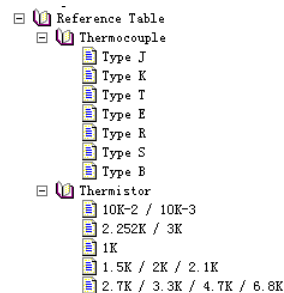 Reference Table
Thermocouple
Type J
Type K
Type T
Type E
Type R
Type S
Type B
Thermistor
10K-2 / 10K-3
2.252K / 3K
1K
1.5K / 2K / 2.1K
2.7K / 3.3K / 4.7K / 6.8K